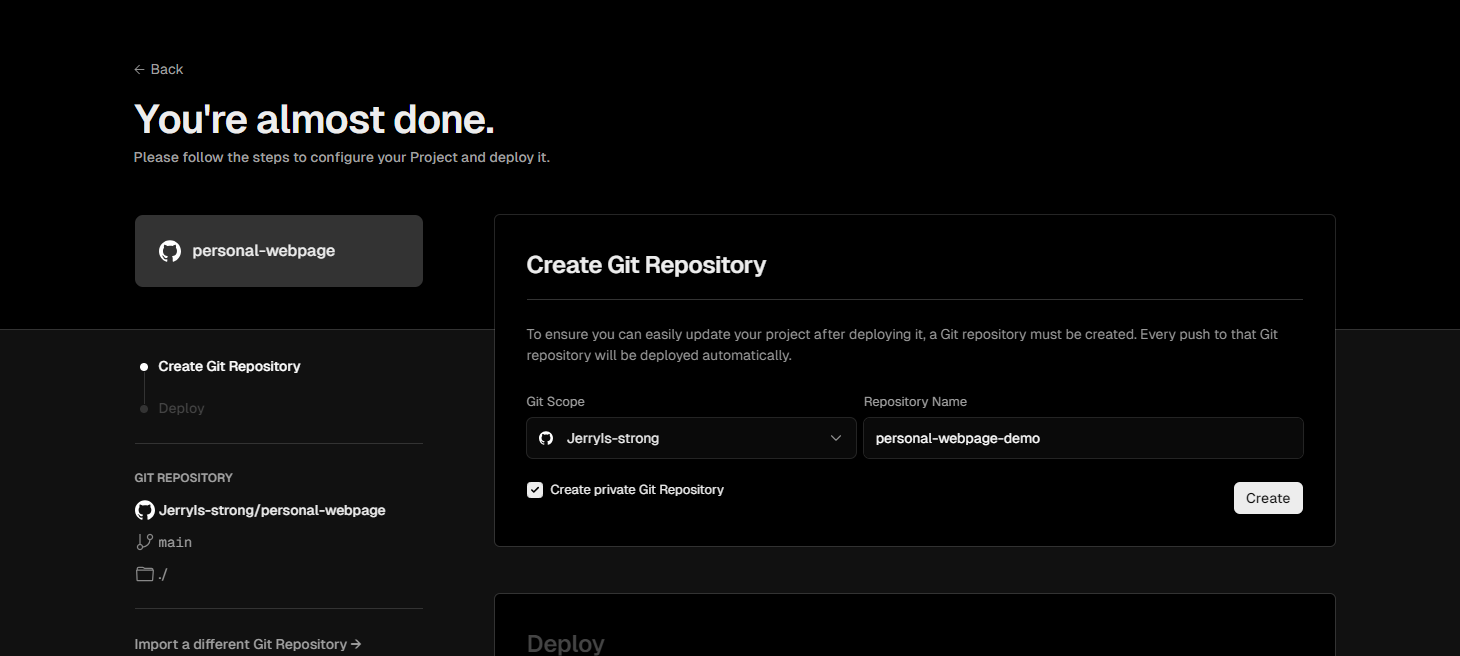 ← Back
You're almost done.
Please follow the steps to configure your Project and deploy it.
personal-webpage
Create Git Repository
Deploy
GIT REPOSITORY
JerryIs-strong/personal-webpage
main
./
Import a different Git Repository →
Create Git Repository
To ensure you can easily update your project after deploying it, a Git repository must be created. Every push to that Git
repository will be deployed automatically.
Git Scope
Repository Name
JerryIs-strong
personal-webpage-demo
Create private Git Repository
Create
Deploy